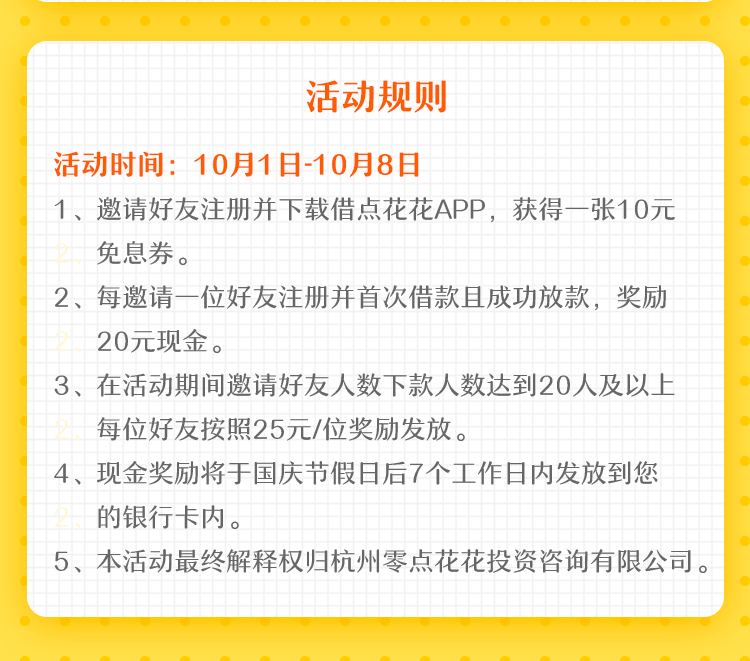 活动规则
活动时间：10月1日-10月8日
1、邀请好友注册并下载借点花花APP，获得一张10元
2、免息券。
2、每邀请一位好友注册并首次借款且成功放款，奖励
2、20元现金。
3、在活动期间邀请好友人数下款人数达到20人及以上
2、每位好友按照25元/位奖励发放。
4、现金奖励将于国庆节假日后7个工作日内发放到您
2、的银行卡内。
5、本活动最终解释权归杭州零点花花投资咨询有限公司。